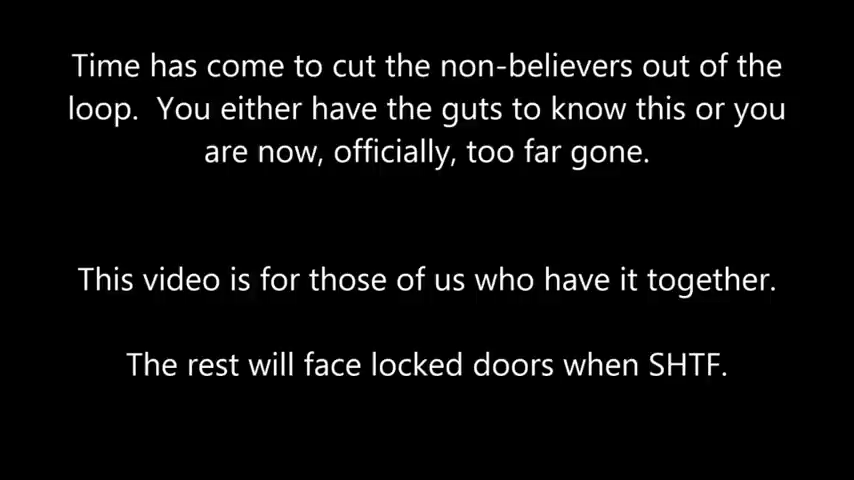 Time has come to cut the non-believers out of the
loop.  You either have the guts to know this or you
are now, officially, too far gone.
This video is for those of us who have it together.
The rest will face locked doors when SHTF.